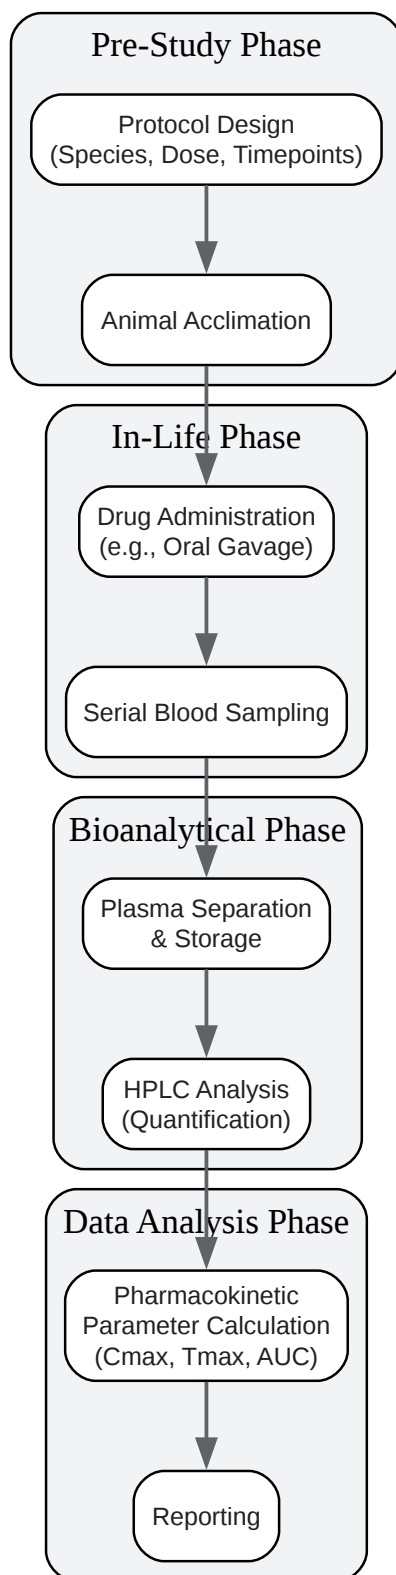 Pre-Study Phase
Protocol Design
(Species, Dose, Timepoints)
Animal Acclimation
In-Life Phase
Drug Administration
(e.g., Oral Gavage)
Serial Blood Sampling
Bioanalytical Phase
Plasma Separation
& Storage
HPLC Analysis
(Quantification)
Data Analysis Phase
Pharmacokinetic
Parameter Calculation
(Cmax, Tmax, AUC)
Reporting